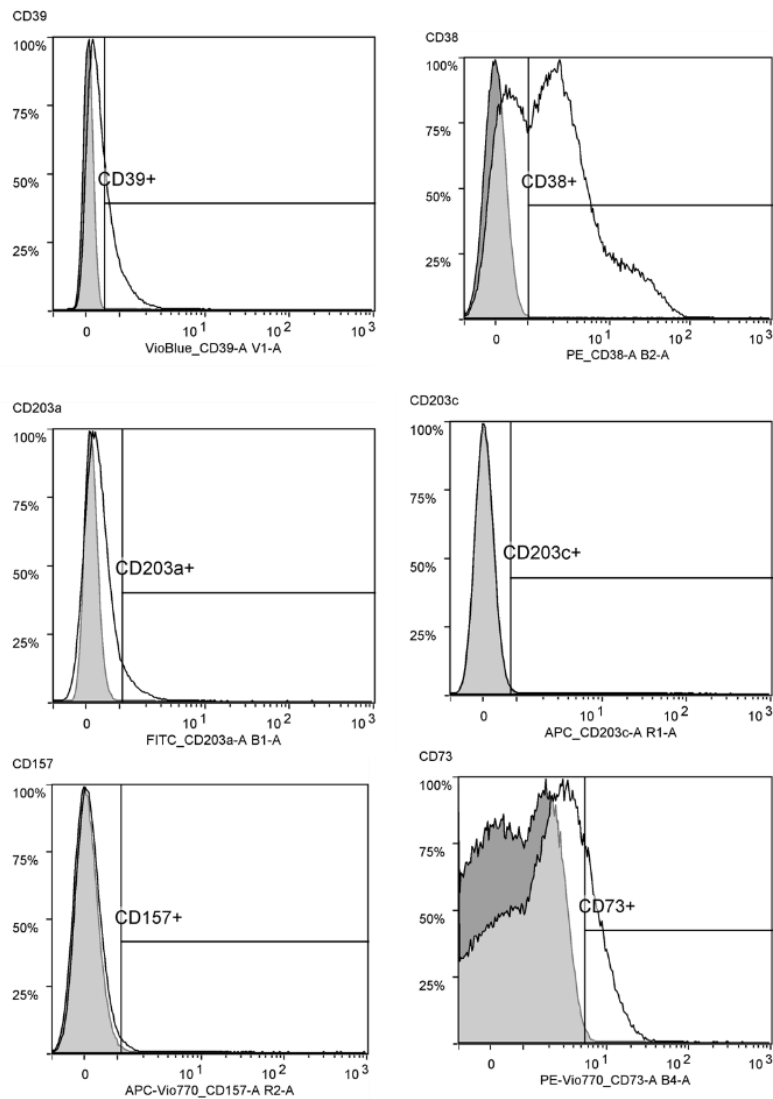 CD39
100%
75%
50%
25%
CD39+
0 10^1 10^2 10^3
VioBlue_CD39-A V1-A
CD38
100%
75%
50%
25%
CD38+
0 10^1 10^2 10^3
PE_CD38-A B2-A
CD203a
100%
75%
50%
25%
CD203a+
0 10^1 10^2 10^3
FITC_CD203a-A B1-A
CD203c
100%
75%
50%
25%
CD203c+
0 10^1 10^2 10^3
APC_CD203c-A R1-A
CD157
100%
75%
50%
25%
CD157+
0 10^1 10^2 10^3
APC-Vio770_CD157-A R2-A
CD73
100%
75%
50%
25%
CD73+
0 10^1 10^2 10^3
PE-Vio770_CD73-A B4-A